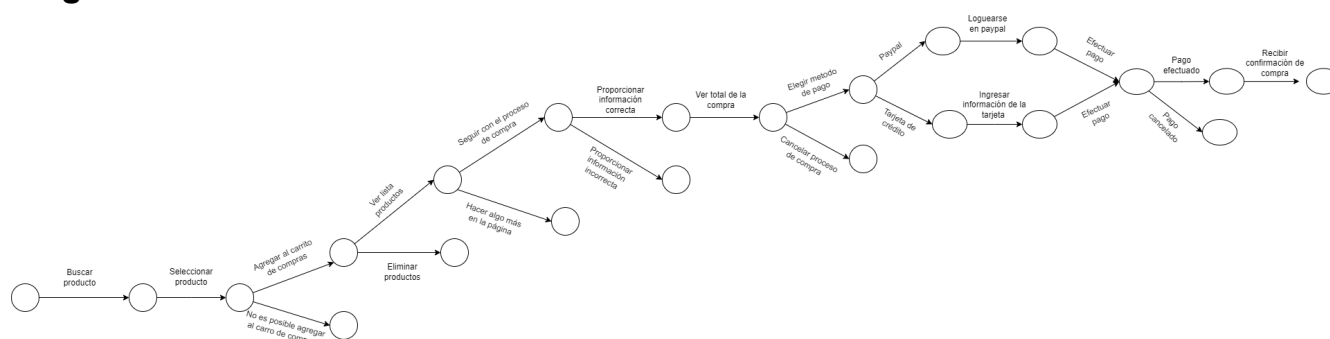 Buscar
producto
Seleccionar
producto
Agregar al carrito
de compras
No es posible agregar
al carro de
Ver lista
productos
Eliminar
productos
Seguir con el proceso
de compra
Hacer algo más
en la página
Proporcionar
información
correcta
Proporcionar
información
incorrecta
Ver total de la
compra
Elegir metodo
de pago
Cancelar proceso
de compra
Paypal
Tarjeta de
crédito
Loguearse
en paypal
Ingresar
información de la
tarjeta
Efectuar
pago
Efectuar
pago
Pago
efectuado
Pago
cancelado
Recibir
confirmación de
compra